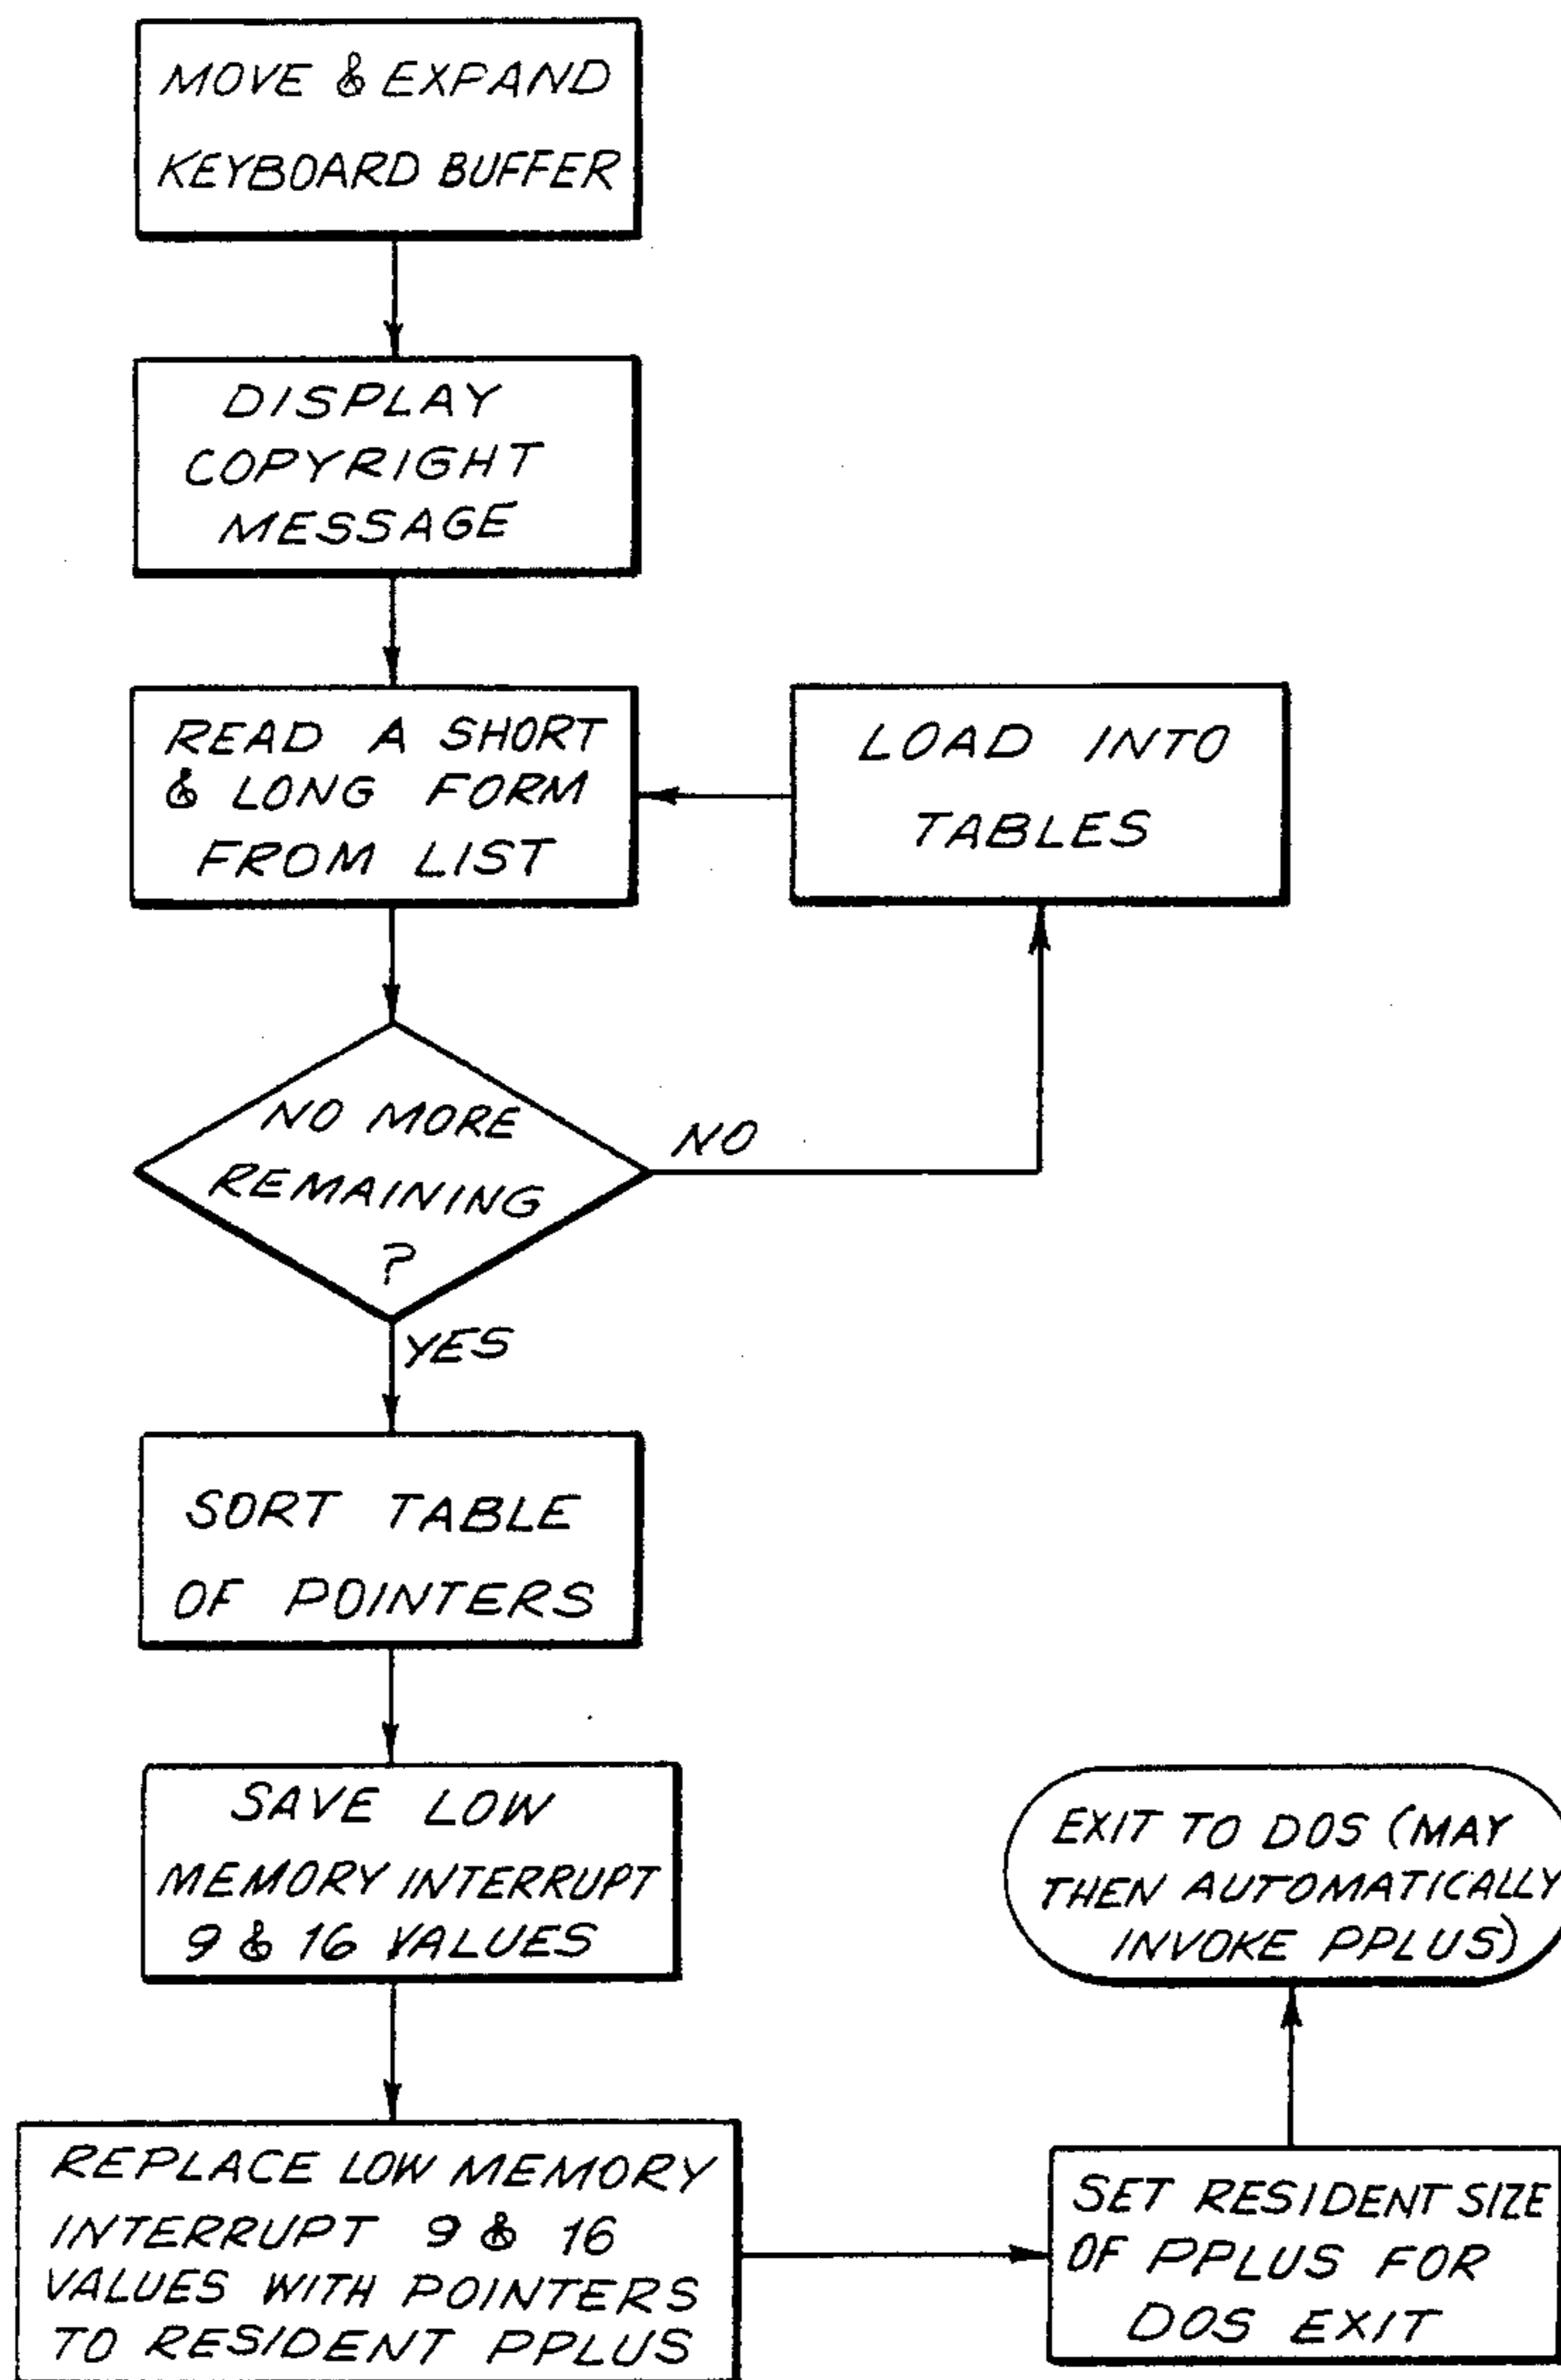 MOVE & EXPAND
KEYBOARD BUFFER
DISPLAY
COPYRIGHT
MESSAGE
READ A SHORT
& LONG FORM
FROM LIST
LOAD INTO
TABLES
NO MORE
REMAINING
?
NO
YES
SORT TABLE
OF POINTERS
SAVE LOW
MEMORY INTERRUPT
9 & 16 VALUES
REPLACE LOW MEMORY
INTERRUPT 9 & 16
VALUES WITH POINTERS
TO RESIDENT PPLUS
SET RESIDENT SIZE
OF PPLUS FOR
DOS EXIT
EXIT TO DOS (MAY
THEN AUTOMATICALLY
INVOKE PPLUS)